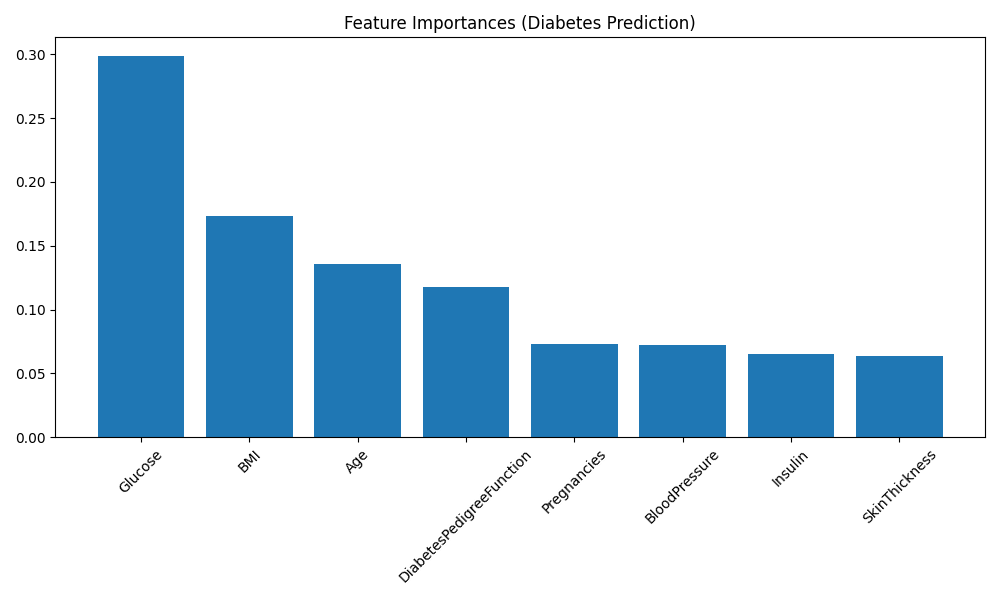 Feature Importances (Diabetes Prediction)
0.30
0.25
0.20
0.15
0.10
0.05
0.00
Glucose
BMI
Age
DiabetesPedigreeFunction
Pregnancies
BloodPressure
Insulin
SkinThickness